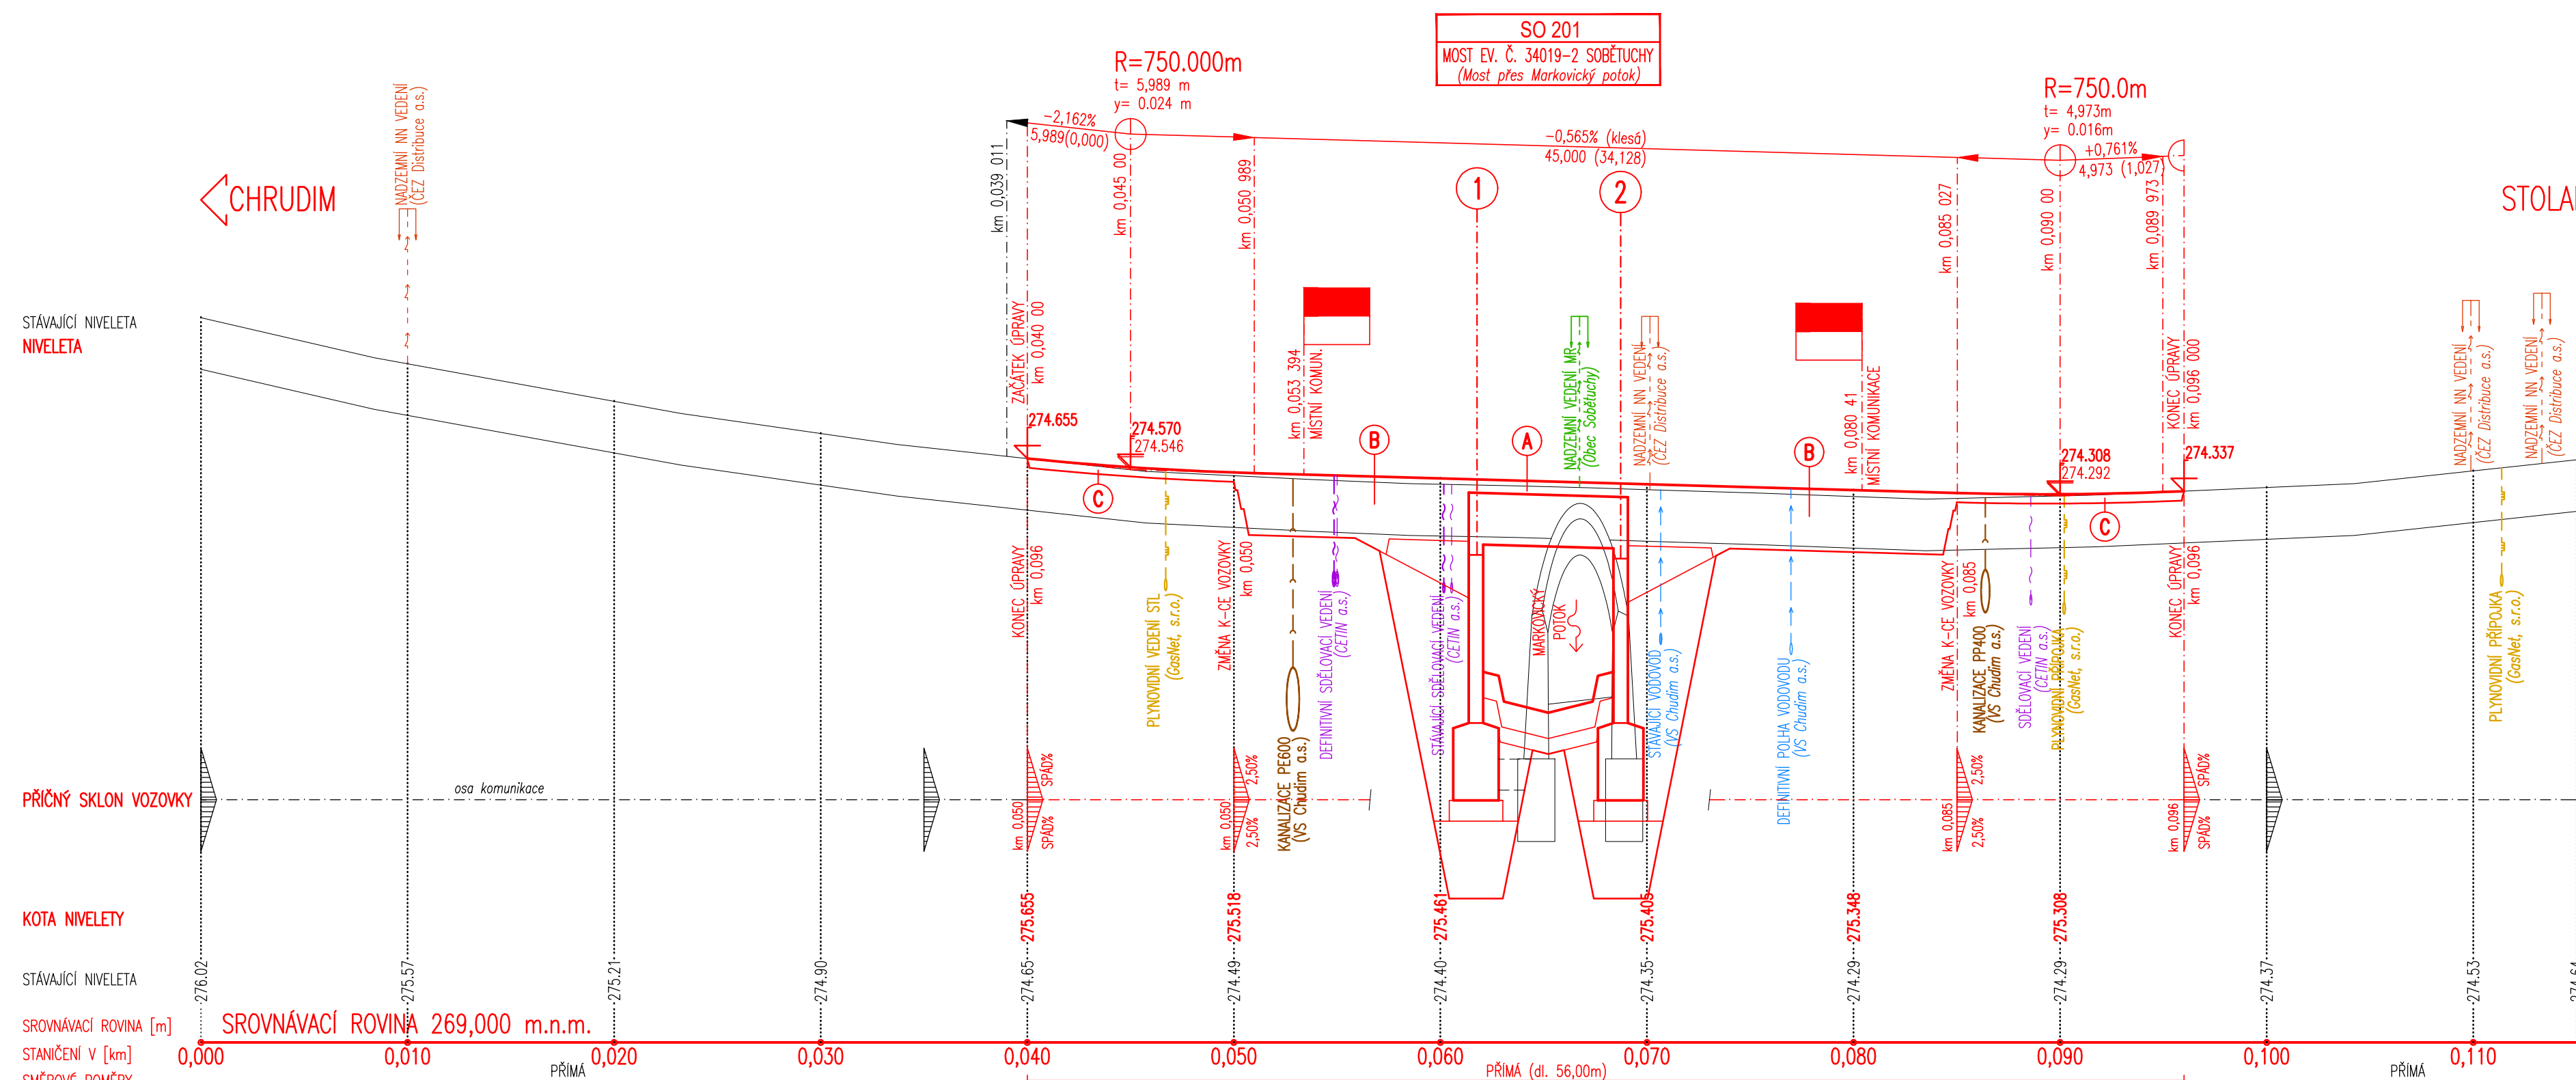 SO 201
MOST EV. Č. 34019-2 SOBĚTUCHY
(Most přes Markovický potok)
R=750.000m
t= 5,989 m
y= 0.024 m
R=750.0m
t= 4,973m
y= 0.016m
-2,162%
5,989(0,000)
-0,565% (klesá)
45,000 (34,128)
+0,761%
4,973 (1,027)
CHRUDIM
NADZEMNÍ NN VEDENÍ
(ČEZ Distribuce a.s.)
km 0,039 011
km 0,045 00
km 0,050 989
1
2
km 0,085 027
km 0,090 00
km 0,089 973
STÁVAJÍCÍ NIVELETA
NIVELETA
ZAČÁTEK ÚPRAVY
km 0,040 00
274.655
274.570
274.546
km 0,053 394
MÍSTNÍ KOMUN.
B
A
NADZEMNÍ VEDENÍ MR
(Obec Sobětuchy)
NADZEMNÍ NN VEDENÍ
(ČEZ Distribuce a.s.)
B
km 0,080 41
MÍSTNÍ KOMUNIKACE
274.308
274.292
KONEC ÚPRAVY
km 0,096 000
274.337
NADZEMNÍ NN VEDENÍ
(ČEZ Distribuce a.s.)
NADZEMNÍ NN VEDENÍ
(ČEZ Distribuce a.s.)
C
C
KONEC ÚPRAVY
km 0,096
PLYNOVIDNÍ VEDENÍ STL
(GasNet, s.r.o.)
ZMĚNA K-CE VOZOVKY
km 0,050
KANALIZACE PE600
(VS Chudim a.s.)
DEFINITIVNÍ SDĚLOVACÍ VEDENÍ
(CETIN a.s.)
STÁVAJÍCÍ SDĚLOVACÍ VEDENÍ
(CETIN a.s.)
MARKOVICKÝ
POTOK
STÁVAJÍCÍ VODOVOD
(VS Chudim a.s.)
DEFINITIVNÍ POLHA VODOVODU
(VS Chudim a.s.)
ZMĚNA K-CE VOZOVKY
km 0,085
KANALIZACE PP400
(VS Chudim a.s.)
SDĚLOVACÍ VEDENÍ
(CETIN a.s.)
PLYNOVIDNÍ PŘÍPOJKA
(GasNet, s.r.o.)
KONEC ÚPRAVY
km 0,096
PLYNOVIDNÍ PŘÍPOJKA
(GasNet, s.r.o.)
PŘÍČNÝ SKLON VOZOVKY
osa komunikace
km 0,050
SPÁD%
SPÁD%
km 0,050
2,50%
2,50%
km 0,085
2,50%
2,50%
km 0,096
SPÁD%
SPÁD%
KOTA NIVELETY
275.655
275.518
275.461
275.405
275.348
275.308
STÁVAJÍCÍ NIVELETA
276.02
275.57
275.21
274.90
274.65
274.49
274.40
274.35
274.29
274.29
274.37
274.53
SROVNÁVACÍ ROVINA [m]
SROVNÁVACÍ ROVINA 269,000 m.n.m.
STANIČENÍ V [km]
0,000
0,010
0,020
0,030
0,040
0,050
0,060
0,070
0,080
0,090
0,100
0,110
PŘÍMÁ
PŘÍMÁ (dl. 56,00m)
PŘÍMÁ